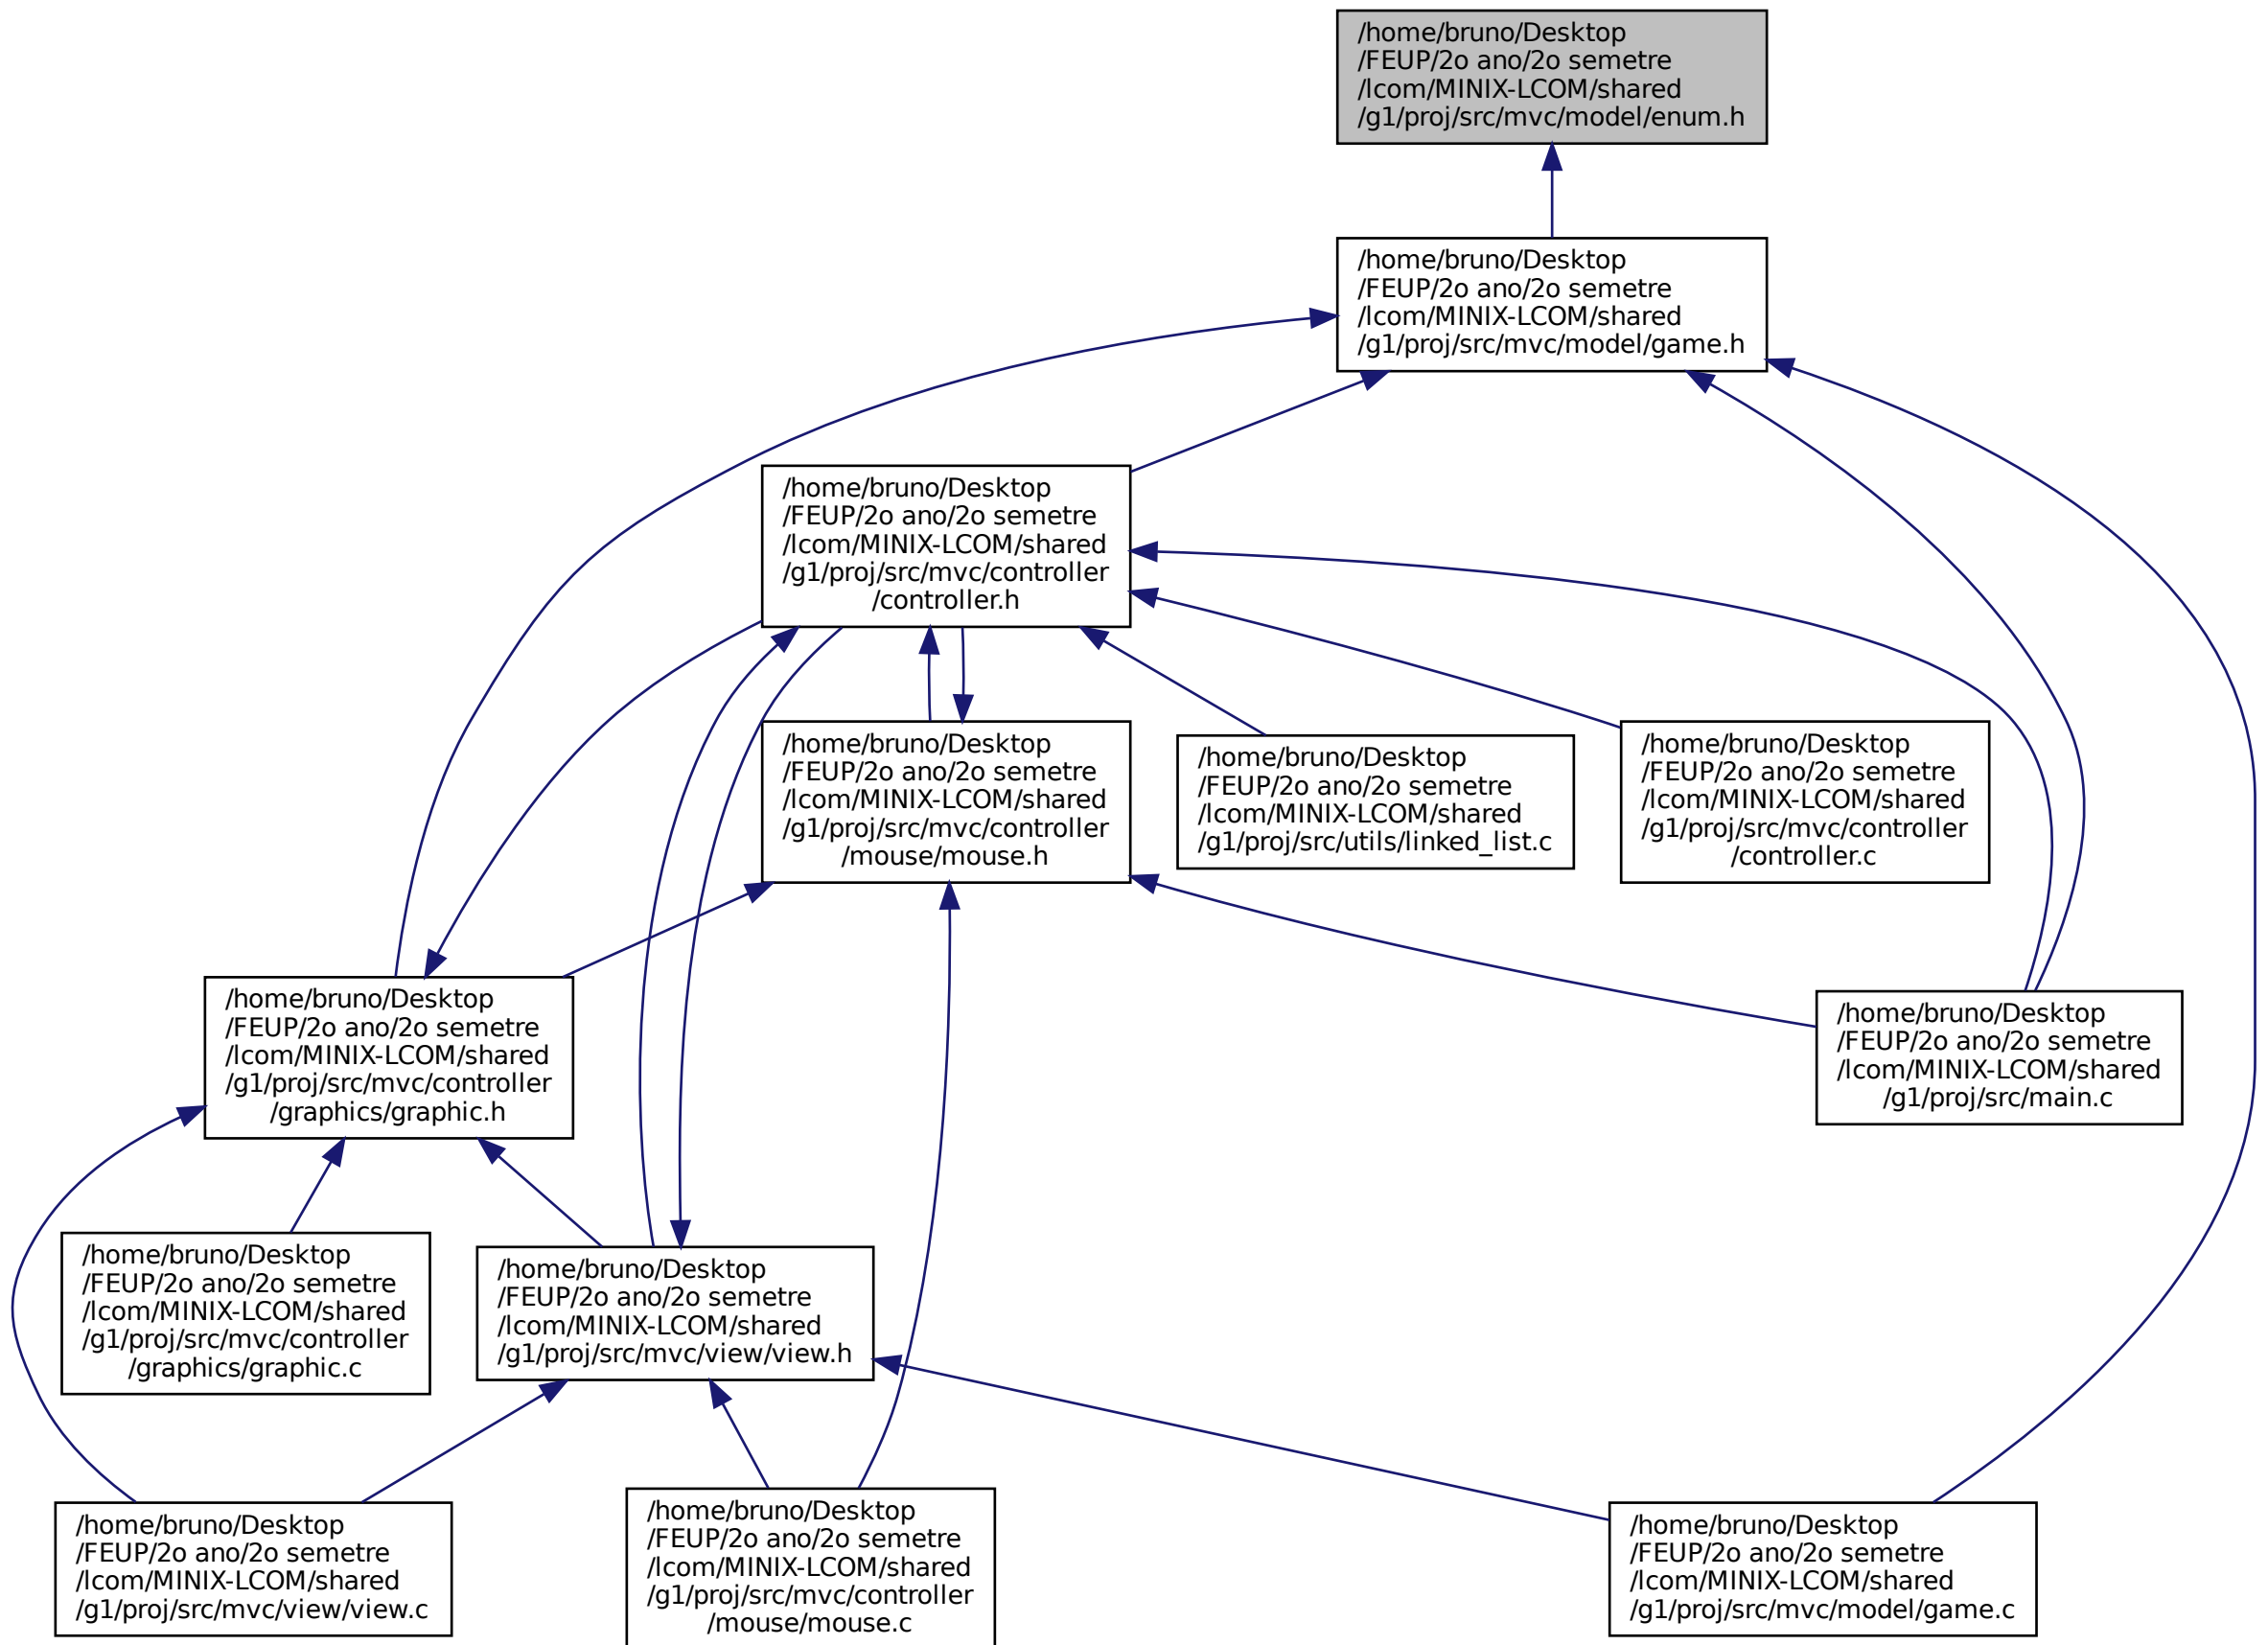 /home/bruno/Desktop
/FEUP/2o ano/2o semetre
/lcom/MINIX-LCOM/shared
/g1/proj/src/mvc/model/enum.h
/home/bruno/Desktop
/FEUP/2o ano/2o semetre
/lcom/MINIX-LCOM/shared
/g1/proj/src/mvc/model/game.h
/home/bruno/Desktop
/FEUP/2o ano/2o semetre
/lcom/MINIX-LCOM/shared
/g1/proj/src/mvc/controller
/controller.h
/home/bruno/Desktop
/FEUP/2o ano/2o semetre
/lcom/MINIX-LCOM/shared
/g1/proj/src/mvc/controller
/mouse/mouse.h
/home/bruno/Desktop
/FEUP/2o ano/2o semetre
/lcom/MINIX-LCOM/shared
/g1/proj/src/utils/linked_list.c
/home/bruno/Desktop
/FEUP/2o ano/2o semetre
/lcom/MINIX-LCOM/shared
/g1/proj/src/mvc/controller
/controller.c
/home/bruno/Desktop
/FEUP/2o ano/2o semetre
/lcom/MINIX-LCOM/shared
/g1/proj/src/mvc/controller
/graphics/graphic.h
/home/bruno/Desktop
/FEUP/2o ano/2o semetre
/lcom/MINIX-LCOM/shared
/g1/proj/src/main.c
/home/bruno/Desktop
/FEUP/2o ano/2o semetre
/lcom/MINIX-LCOM/shared
/g1/proj/src/mvc/controller
/graphics/graphic.c
/home/bruno/Desktop
/FEUP/2o ano/2o semetre
/lcom/MINIX-LCOM/shared
/g1/proj/src/mvc/view/view.h
/home/bruno/Desktop
/FEUP/2o ano/2o semetre
/lcom/MINIX-LCOM/shared
/g1/proj/src/mvc/view/view.c
/home/bruno/Desktop
/FEUP/2o ano/2o semetre
/lcom/MINIX-LCOM/shared
/g1/proj/src/mvc/controller
/mouse/mouse.c
/home/bruno/Desktop
/FEUP/2o ano/2o semetre
/lcom/MINIX-LCOM/shared
/g1/proj/src/mvc/model/game.c